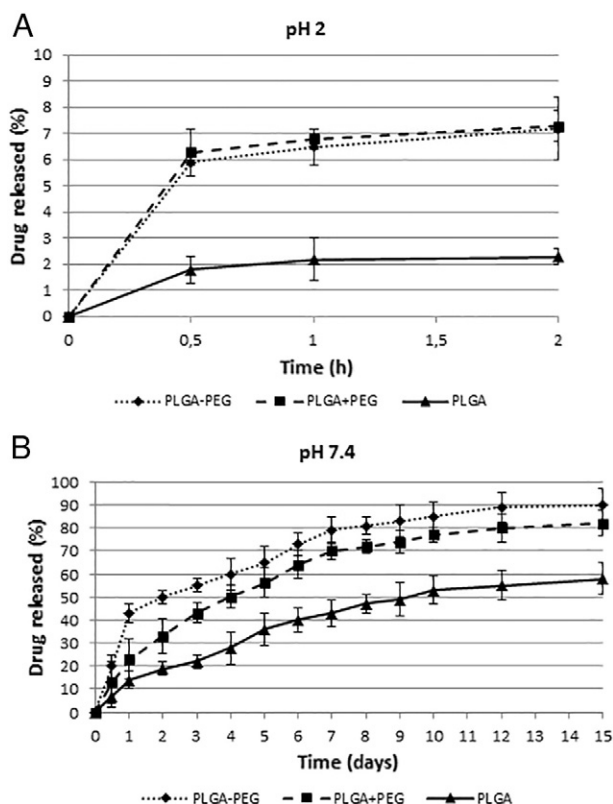 A
pH 2
Drug released (%)
10
9
8
7
6
5
4
3
2
1
0
0 0,5 1 1,5 2
Time (h)
PLGA-PEG PLGA+PEG PLGA
B
pH 7.4
Drug released (%)
100
90
80
70
60
50
40
30
20
10
0
0 1 2 3 4 5 6 7 8 9 10 12 15
Time (days)
PLGA-PEG PLGA+PEG PLGA